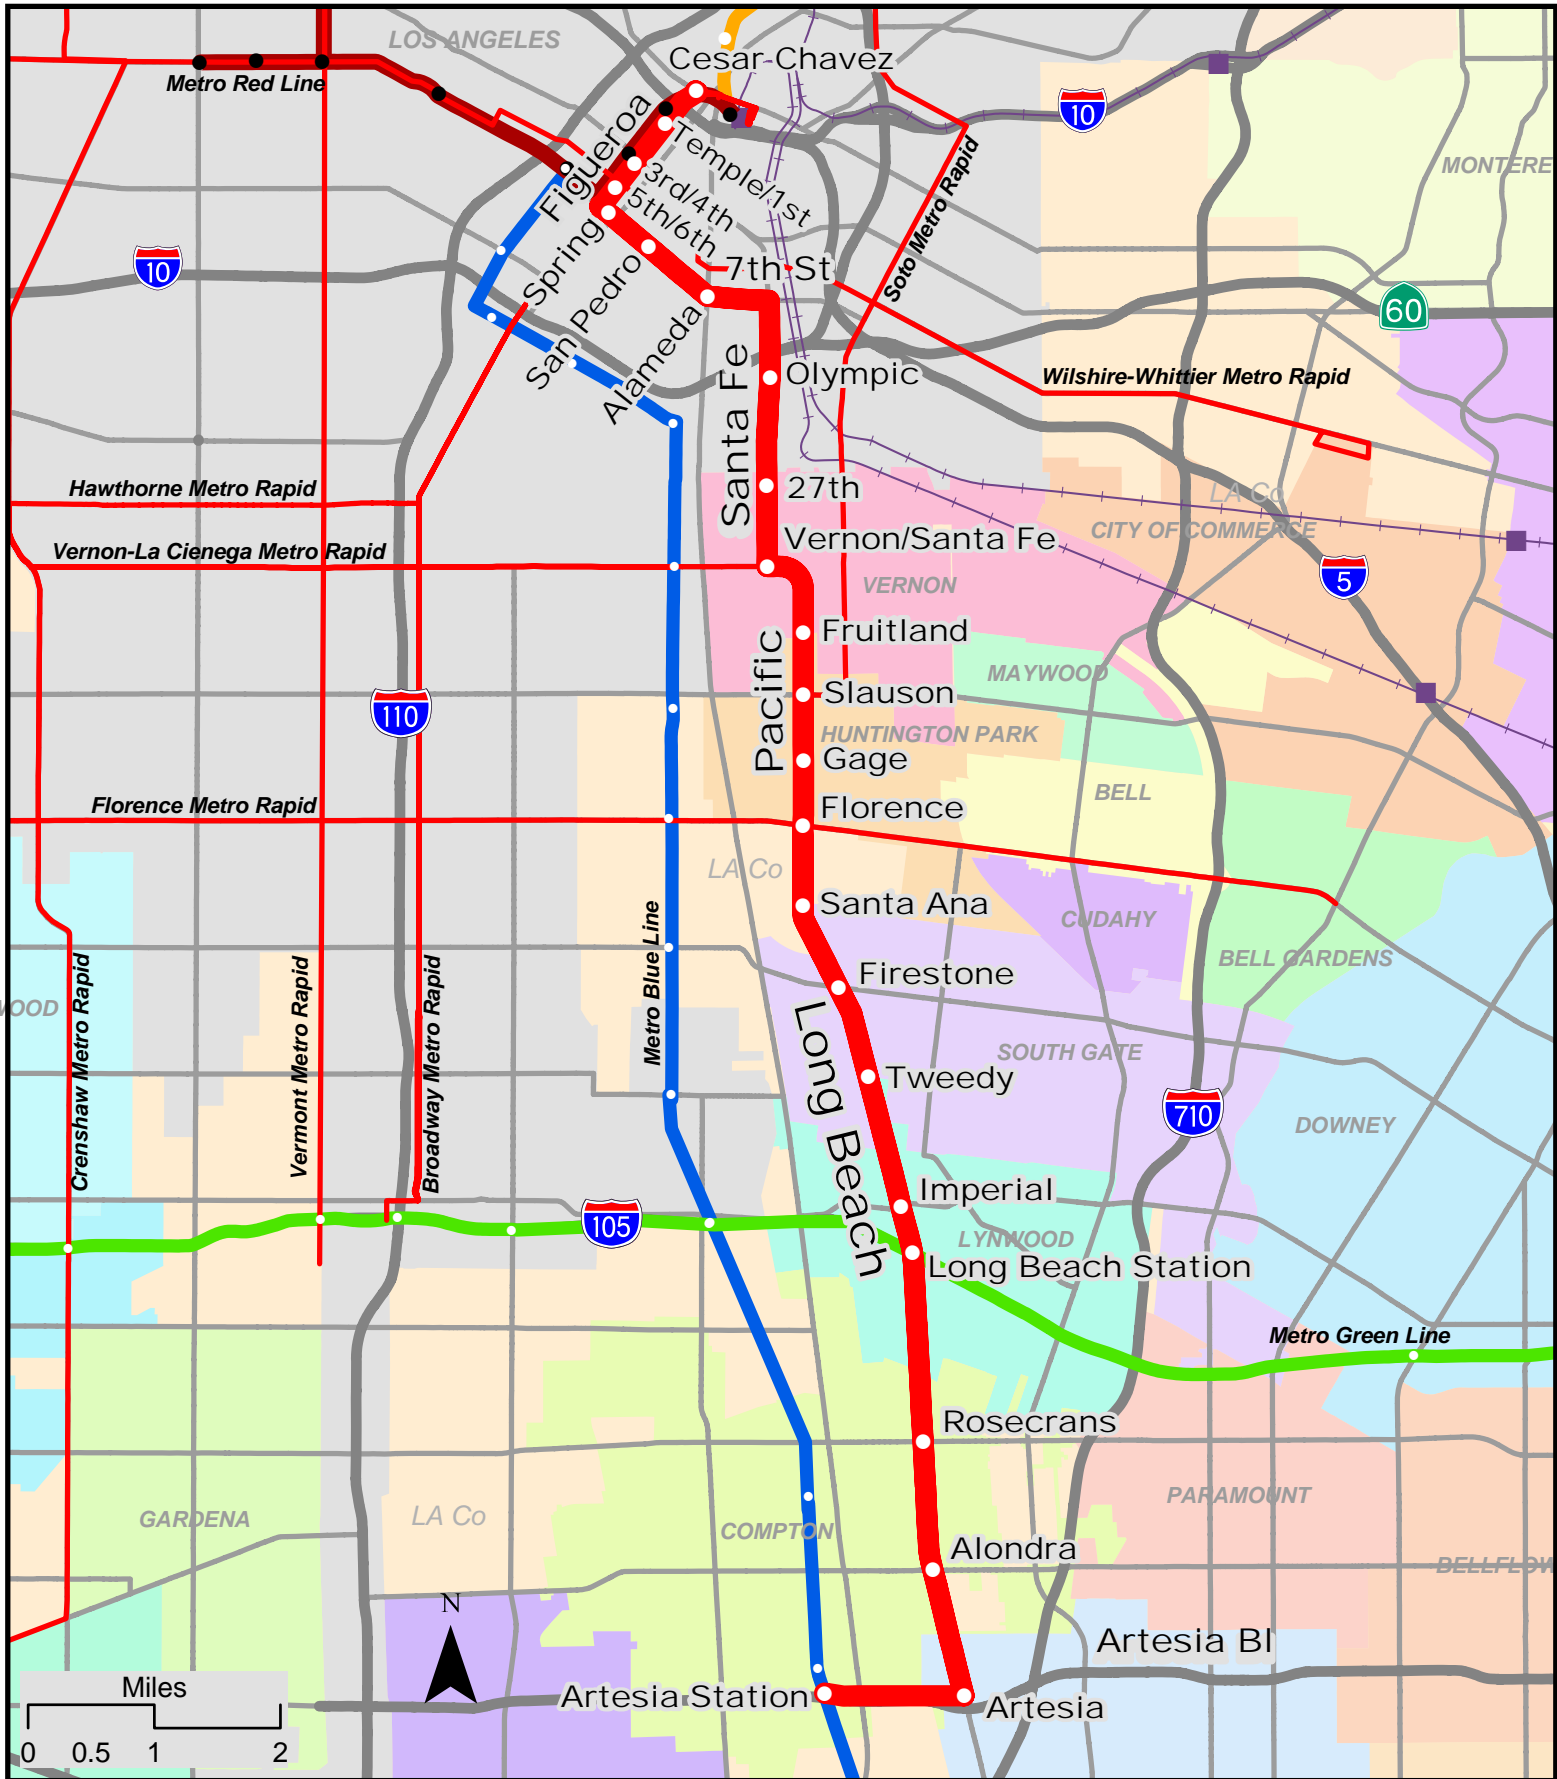 LOS ANGELES
Cesar Chavez
Metro Red Line
10
Figueroa
Temple/1st
3rd/4th
5th/6th
Soto Metro Rapid
MONTERE
10
Spring
San Pedro
Alameda
7th St
60
Santa Fe
Olympic
Wilshire-Whittier Metro Rapid
Hawthorne Metro Rapid
27th
LA Co
CITY OF COMMERCE
Vernon-La Cienega Metro Rapid
Vernon/Santa Fe
VERNON
5
Pacific
Fruitland
MAYWOOD
Slauson
110
HUNTINGTON PARK
Gage
BELL
Florence Metro Rapid
Florence
LA Co
Santa Ana
CUDAHY
BELL GARDENS
Firestone
WOOD
Crenshaw Metro Rapid
Vermont Metro Rapid
Broadway Metro Rapid
Metro Blue Line
Long Beach
SOUTH GATE
Tweedy
710
DOWNEY
Imperial
105
LYNWOOD
Long Beach Station
Metro Green Line
Rosecrans
PARAMOUNT
GARDENA
LA Co
COMPTON
Alondra
BELLFLOW
N
Artesia Bl
Miles
Artesia Station
Artesia
0 0.5 1 2